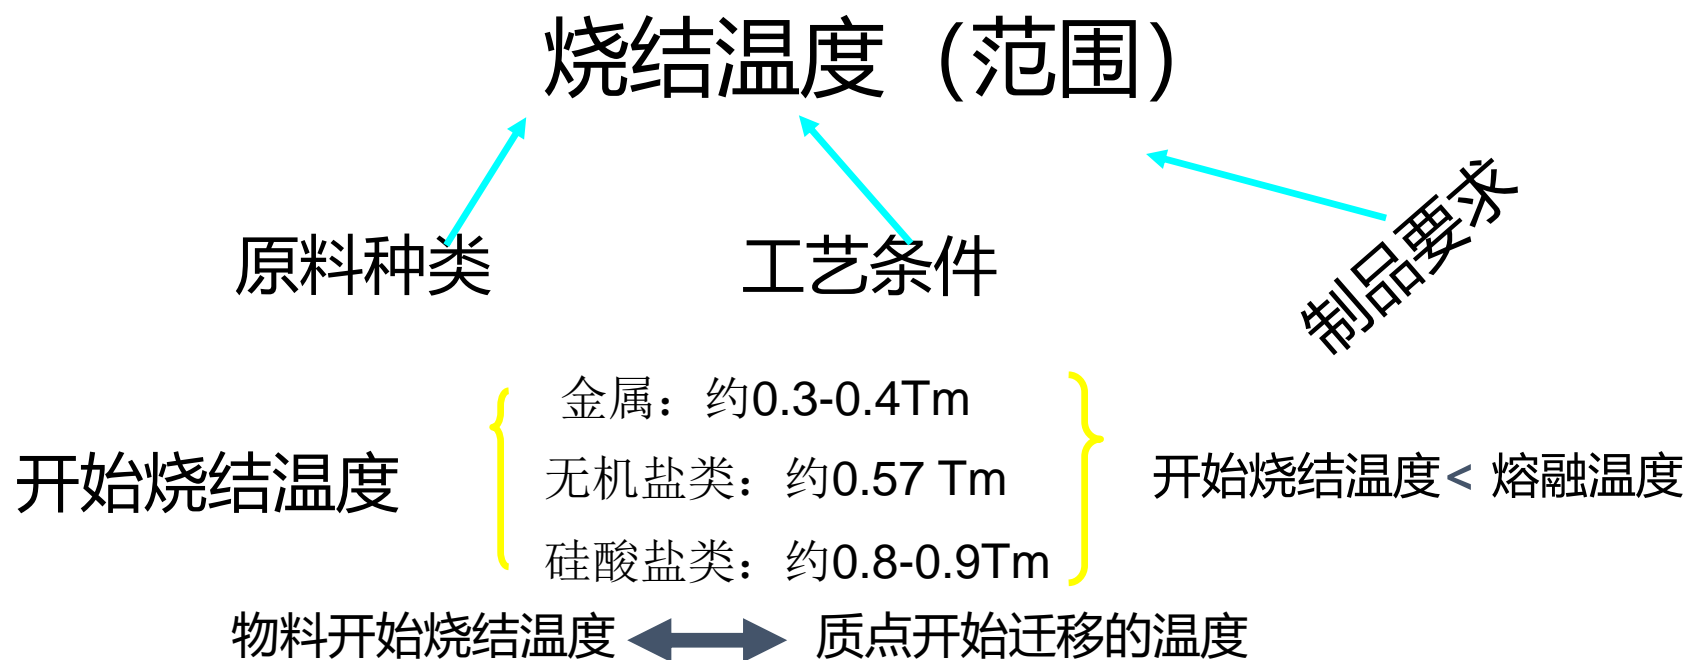 烧结温度（范围）
原料种类
工艺条件
制品要求
金属：约0.3-0.4Tm
开始烧结温度
无机盐类：约0.57 Tm
开始烧结温度< 熔融温度
硅酸盐类：约0.8-0.9Tm
物料开始烧结温度
质点开始迁移的温度